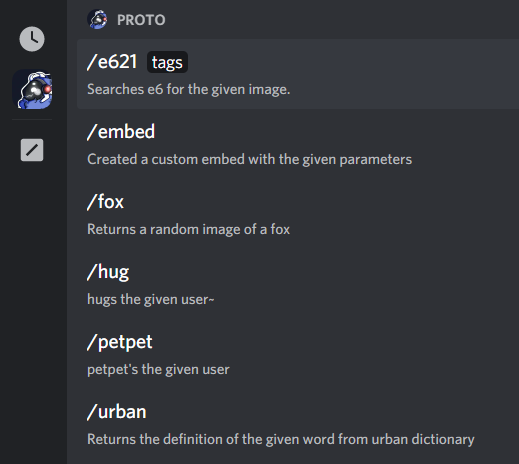 PROTO
/e621 tags
Searches e6 for the given image.
/embed
Created a custom embed with the given parameters
/fox
Returns a random image of a fox
/hug
hugs the given user~
/petpet
petpet's the given user
/urban
Returns the definition of the given word from urban dictionary